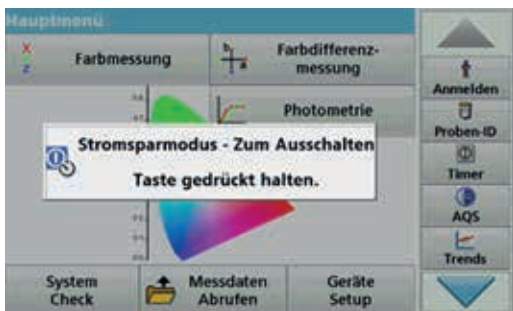 Hauptmenü
Farbmessung
Farbdifferenz-
messung
Photometrie
Stromsparmodus - Zum Ausschalten
Taste gedrückt halten.
System
Check
Messdaten
Abrufen
Geräte
Setup
Anmelden
Proben-ID
Timer
AQS
Trends